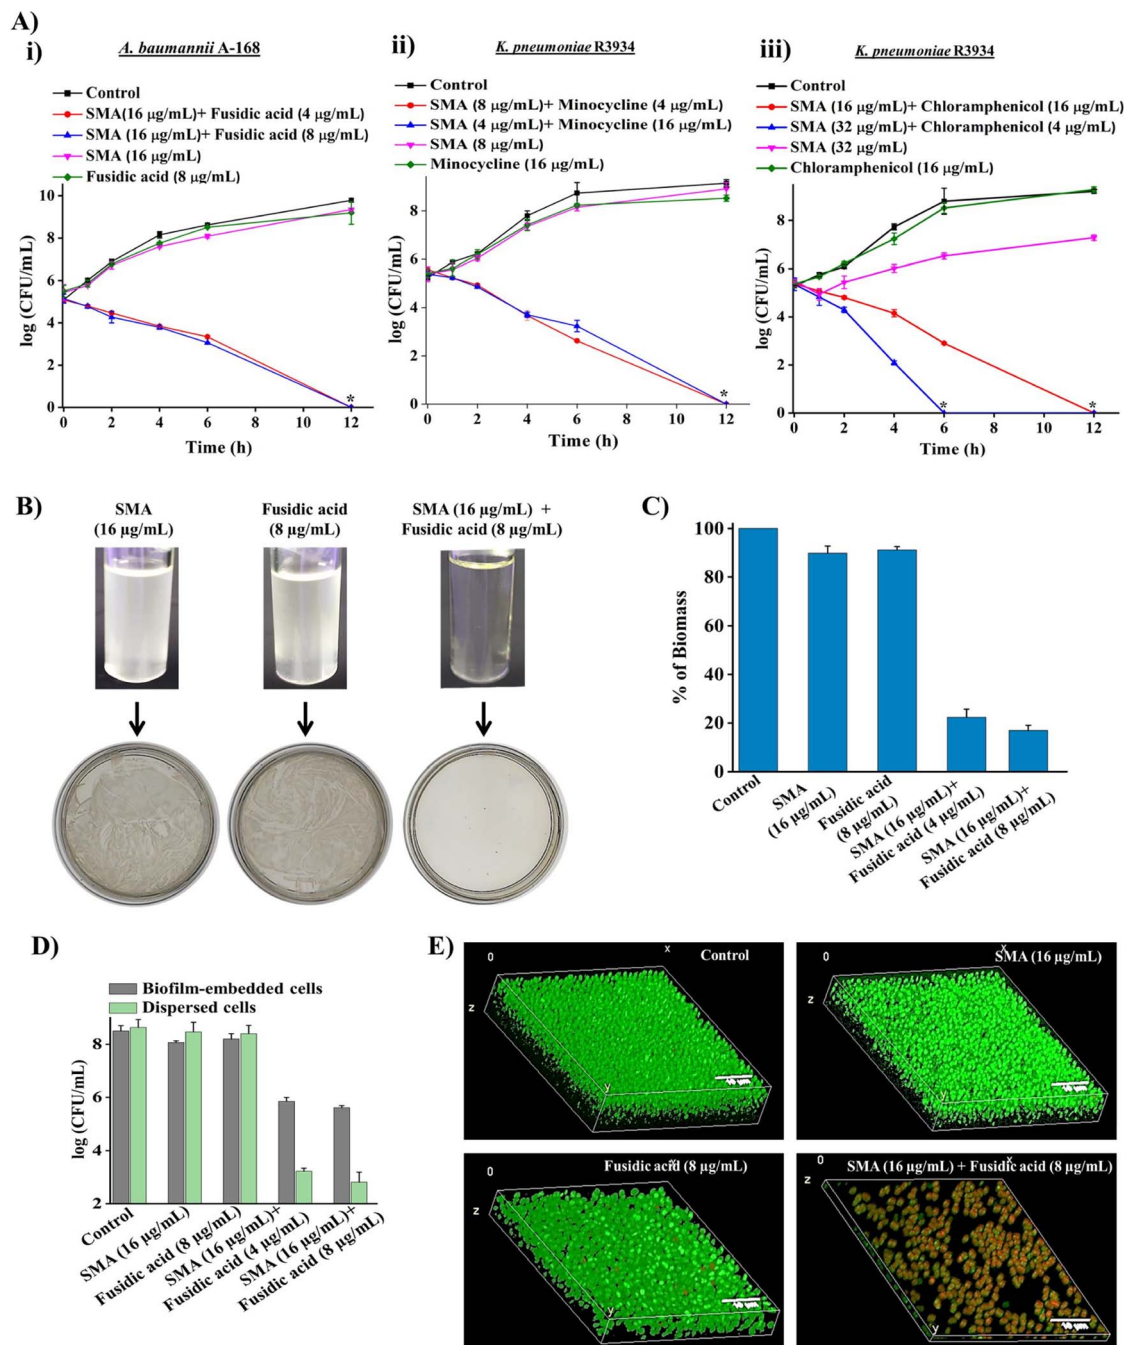 A)
i)
A. baumannii A-168
Control
SMA(16 µg/mL)+ Fusidic acid (4 µg/mL)
SMA (16 µg/mL)+ Fusidic acid (8 µg/mL)
SMA (16 µg/mL)
Fusidic acid (8 µg/mL)
log (CFU/mL)
10
8
6
4
2
0
0 2 4 6 8 10 12
*
Time (h)
ii)
K. pneumoniae R3934
Control
SMA (8 µg/mL)+ Minocycline (4 µg/mL)
SMA (4 µg/mL)+ Minocycline (16 µg/mL)
SMA (8 µg/mL)
Minocycline (16 µg/mL)
log (CFU/mL)
8
6
4
2
0
0 2 4 6 8 10 12
*
Time (h)
iii)
K. pneumoniae R3934
Control
SMA (16 µg/mL)+ Chloramphenicol (16 µg/mL)
SMA (32 µg/mL)+ Chloramphenicol (4 µg/mL)
SMA (32 µg/mL)
Chloramphenicol (16 µg/mL)
log (CFU/mL)
8
6
4
2
0
0 2 4 6 8 10 12
* *
Time (h)
B)
SMA
(16 µg/mL)
Fusidic acid
(8 µg/mL)
SMA (16 µg/mL) +
Fusidic acid (8 µg/mL)
C)
% of Biomass
100
80
60
40
20
0
Control
SMA
(16 µg/mL)
Fusidic acid
(8 µg/mL)
SMA (16 µg/mL)+
Fusidic acid (4 µg/mL)
SMA (16 µg/mL)+
Fusidic acid (8 µg/mL)
D)
Biofilm-embedded cells
Dispersed cells
log (CFU/mL)
8
6
4
2
Control
SMA (16 µg/mL)
Fusidic acid (8 µg/mL)
SMA (16 µg/mL)+
Fusidic acid (4 µg/mL)
SMA (16 µg/mL)+
Fusidic acid (8 µg/mL)
E)
0 X
Control
z
y
10 µm
0 X
SMA (16 µg/mL)
z
y
10 µm
0 X
Fusidic acid (8 µg/mL)
z
y
10 µm
0 X
SMA (16 µg/mL) + Fusidic acid (8 µg/mL)
z
y
10 µm